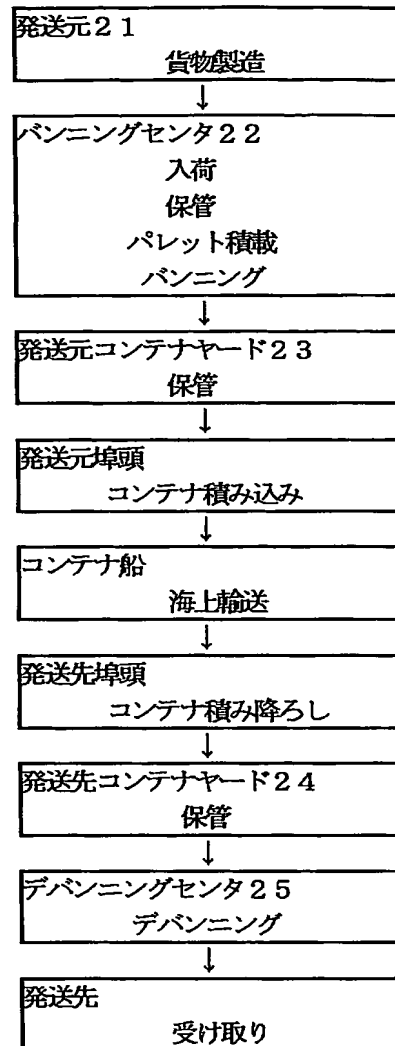 発送元21
貨物製造
↓
バンニングセンタ22
入荷
保管
パレット積載
バンニング
↓
発送元コンテナヤード23
保管
↓
発送元埠頭
コンテナ積み込み
↓
コンテナ船
海上輸送
↓
発送先埠頭
コンテナ積み降ろし
↓
発送先コンテナヤード24
保管
↓
デバンニングセンタ25
デバンニング
↓
発送先
受け取り